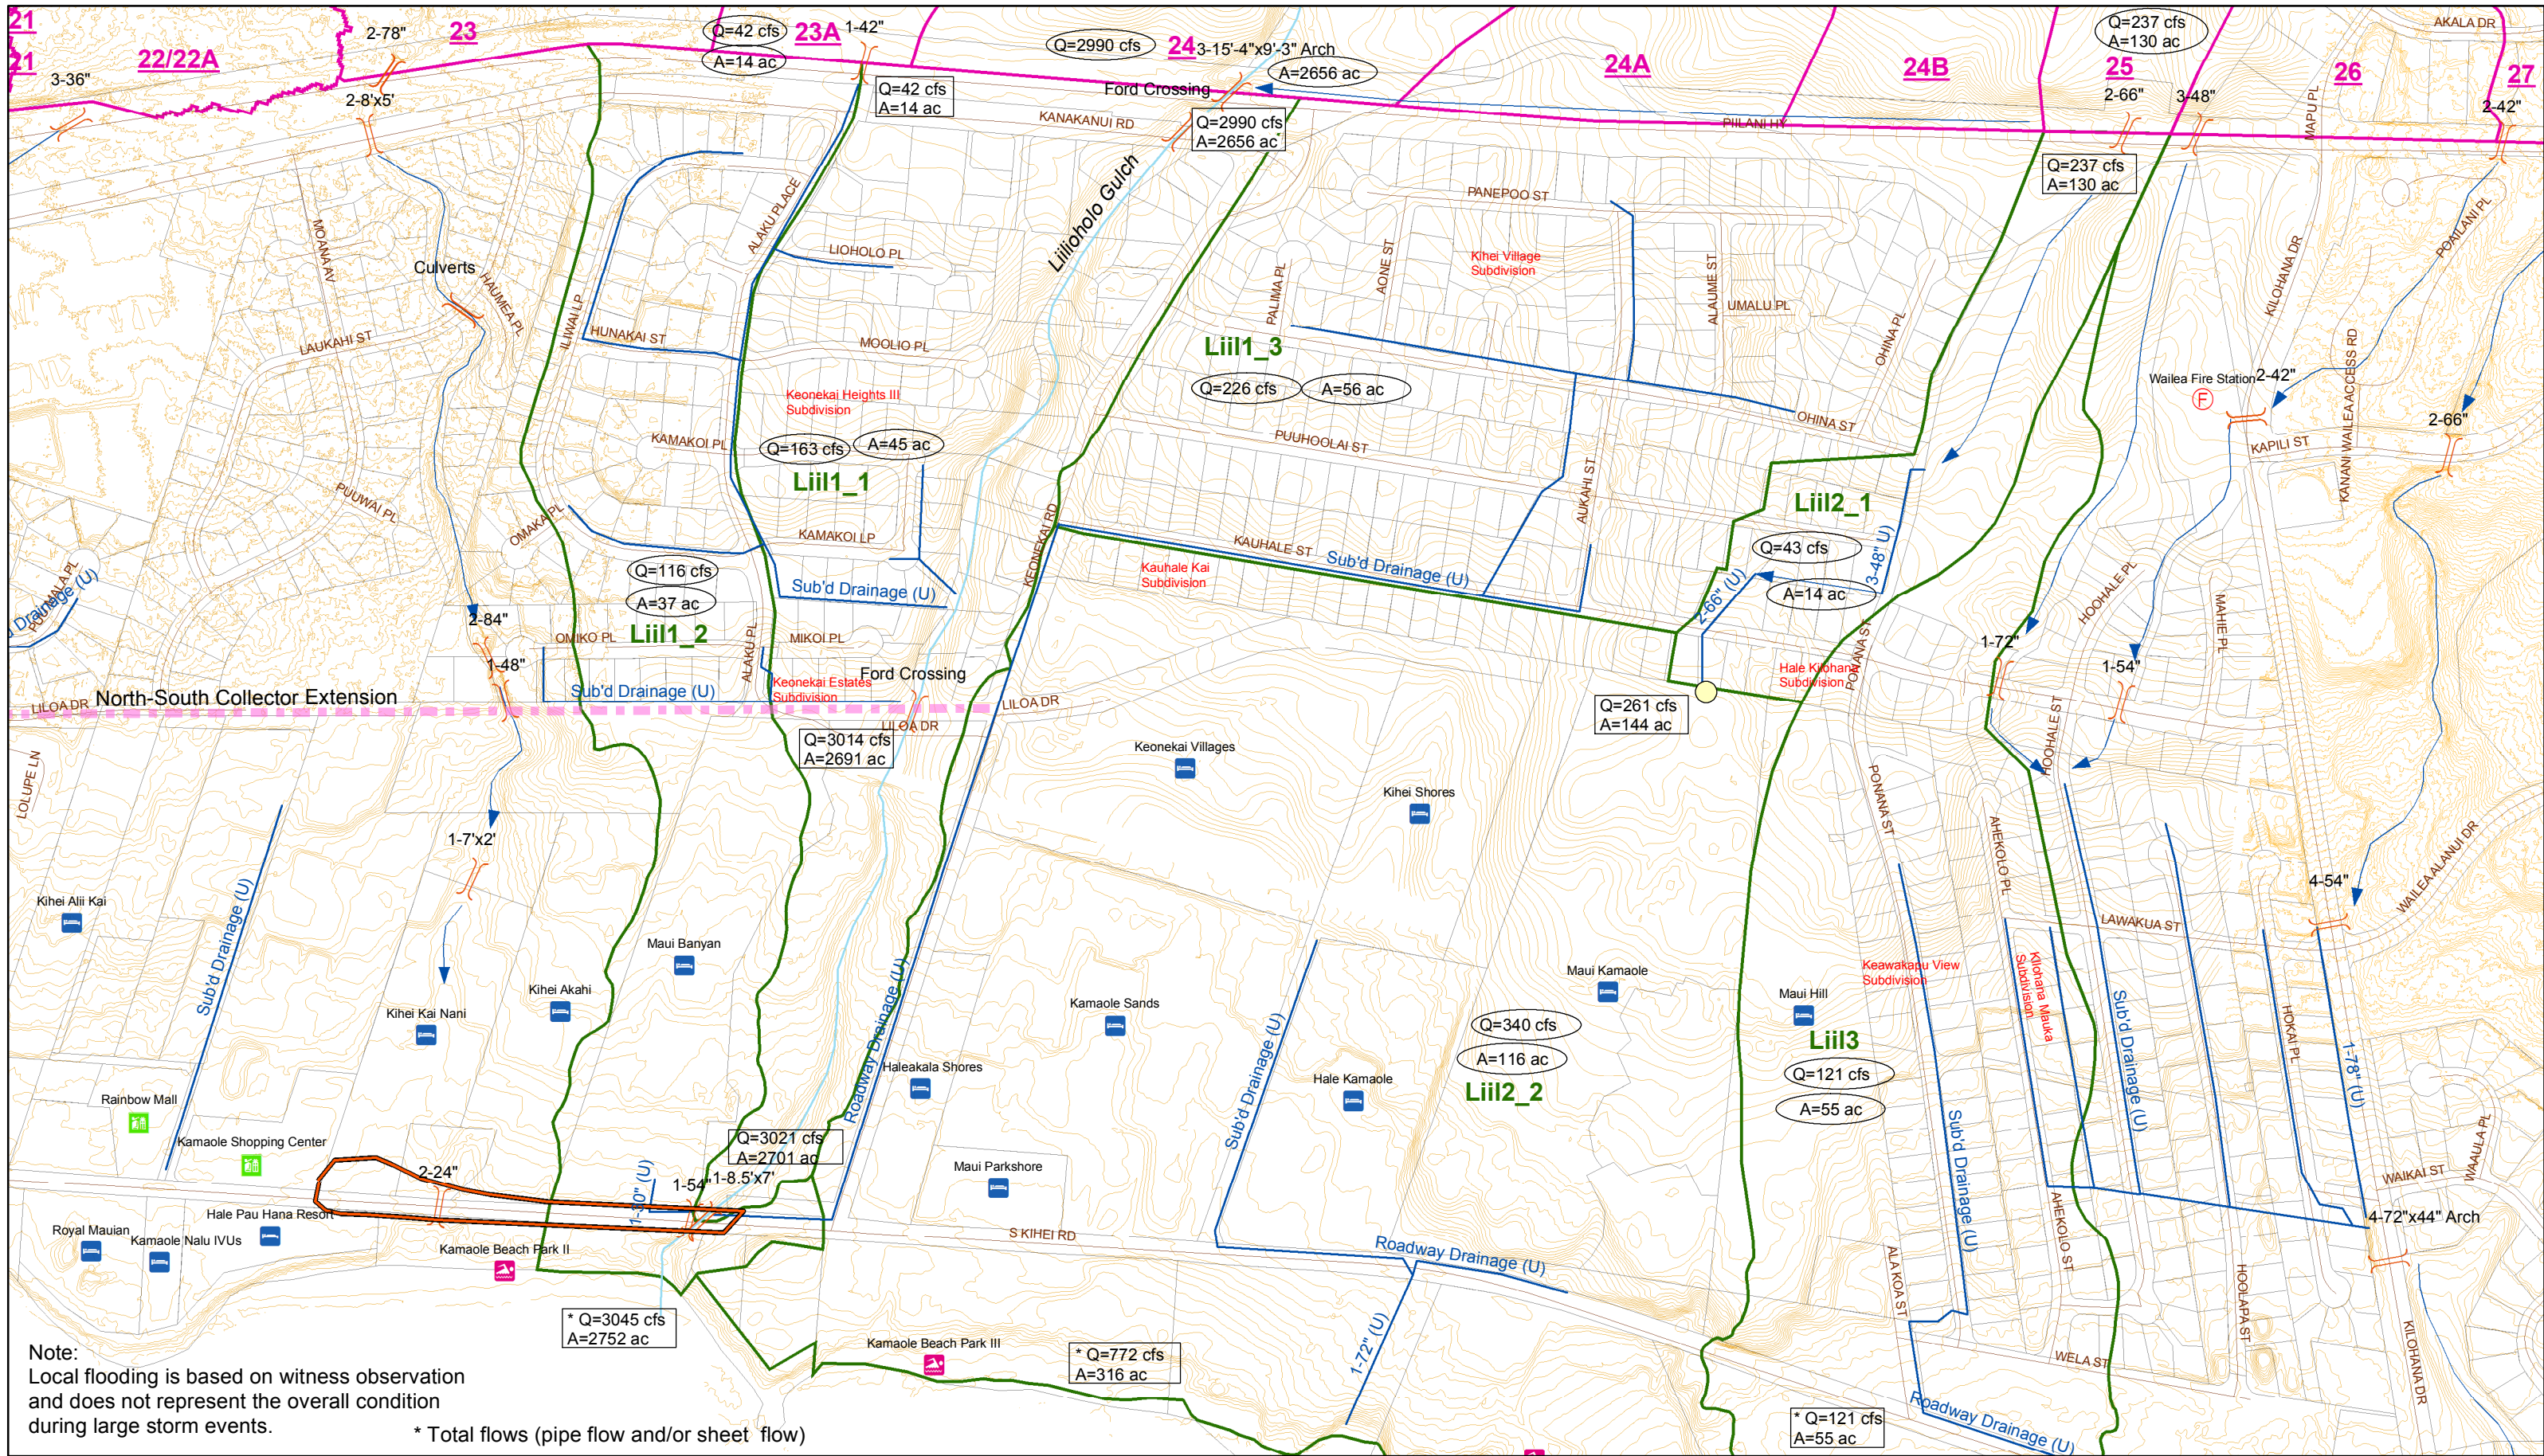 21
21
22/22A
23
23A
24
24A
24B
25
26
27
3-36"
2-78"
2-8'x5'
Q=42 cfs
A=14 ac
1-42"
Q=42 cfs
A=14 ac
Q=2990 cfs
3-15'-4"x9'-3" Arch
A=2656 ac
Ford Crossing
Q=2990 cfs
A=2656 ac
KANAKANUI RD
PIILANI HY
Q=237 cfs
A=130 ac
2-66"
3-48"
Q=237 cfs
A=130 ac
2-42"
AKALA DR
MAPU PL
POAILANI PL
KILOHANA DR
KANANI WAILEA ACCESS RD
Wailea Fire Station
F
2-42"
2-66"
KAPILI ST
MOANA AV
Culverts
HAUMEA PL
LAUKAHI ST
PUUWAI PL
ILIWAI LP
HUNAKAI ST
ALAKU PLACE
LIOHOLO PL
MOOLIO PL
Keonekai Heights III
Subdivision
KAMAKOI PL
Q=163 cfs
A=45 ac
Liil1_1
KAMAKOI LP
OMAKA PL
Liilioholo Gulch
KEONEKAI RD
PANEPOO ST
Kihei Village
Subdivision
PALIMA PL
AONE ST
ALAUME ST
UMALU PL
OHINA PL
OHINA ST
Liil1_3
Q=226 cfs
A=56 ac
PUUHOOLAI ST
AUKAHI ST
KAUHALE ST
Sub'd Drainage (U)
Kauhale Kai
Subdivision
Liil2_1
Q=43 cfs
A=14 ac
3-48" (U)
2-66" (U)
Q=116 cfs
A=37 ac
Liil1_2
Sub'd Drainage (U)
OMIKO PL
ALAKU PL
MIKOI PL
Ford Crossing
Keonekai Estates
Subdivision
Sub'd Drainage (U)
2-84"
1-48"
North-South Collector Extension
LILOA DR
LILOA DR
LILOA DR
LOLUPE LN
Q=3014 cfs
A=2691 ac
Q=261 cfs
A=144 ac
Hale Kilohana
Subdivision
PONANA ST
PONANA ST
1-72"
1-54"
HOOHALE PL
MAHIE PL
HOOHALE ST
AHEKOLO PL
LAWAKUA ST
4-54"
WAILEA ALANUI DR
Keonekai Villages
Kihei Shores
1-7'x2'
Kihei Alii Kai
Sub'd Drainage (U)
Kihei Kai Nani
Kihei Akahi
Maui Banyan
Roadway Drainage (U)
Haleakala Shores
Kamaole Sands
Maui Parkshore
Sub'd Drainage (U)
Hale Kamaole
Maui Kamaole
Q=340 cfs
A=116 ac
Liil2_2
Maui Hill
Liil3
Q=121 cfs
A=55 ac
Keawakapu View
Subdivision
Kilohana Mauka
Subdivision
Sub'd Drainage (U)
Sub'd Drainage (U)
HOKAI PL
1-78" (U)
WAAULA PL
WAIKAI ST
4-72"x44" Arch
AHEKOLO ST
ALA KOA ST
HOOLAPA ST
KILOHANA DR
WELA ST
Rainbow Mall
Kamaole Shopping Center
Royal Mauian
Kamaole Nalu IVUs
Hale Pau Hana Resort
2-24"
1-30" (U)
1-54"
1-8.5'x7'
Q=3021 cfs
A=2701 ac
S KIHEI RD
Kamaole Beach Park II
Kamaole Beach Park III
Roadway Drainage (U)
1-72" (U)
Roadway Drainage (U)
* Q=3045 cfs
A=2752 ac
* Q=772 cfs
A=316 ac
* Q=121 cfs
A=55 ac
Note:
Local flooding is based on witness observation
and does not represent the overall condition
during large storm events.
* Total flows (pipe flow and/or sheet flow)